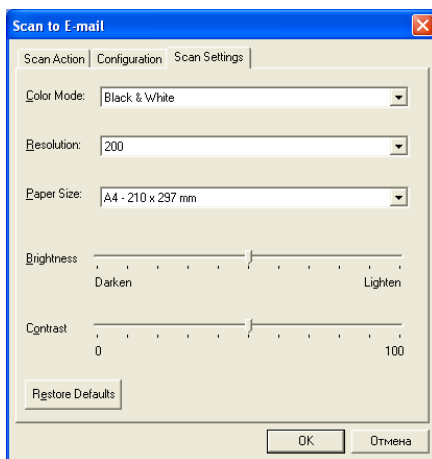 Scan to E-mail
Scan Action Configuration Scan Settings
Color Mode: Black & White
Resolution: 200
Paper Size: A4 - 210 x 297 mm
Brightness
Darken Lighten
Contrast
0 100
Restore Defaults
OK Отмена